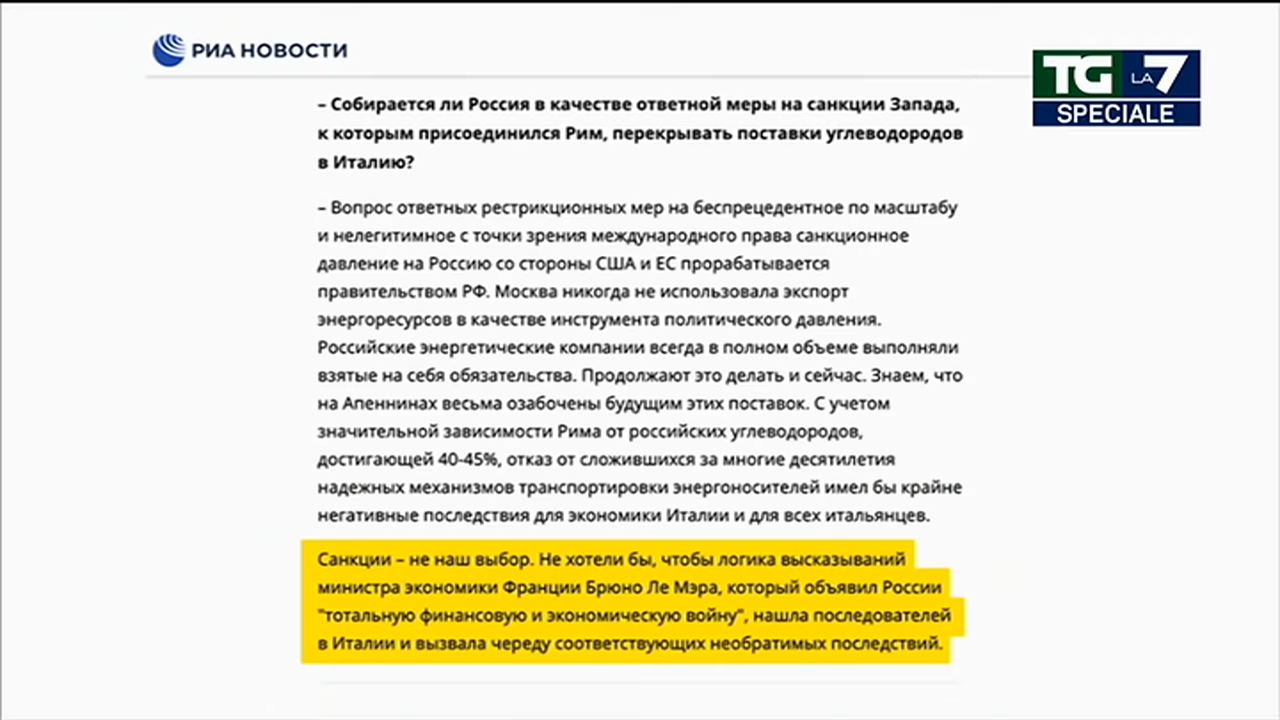 РИА НОВОСТИ
TG LA 7
SPECIALE
– Собирается ли Россия в качестве ответной меры на санкции Запада,
к которым присоединился Рим, перекрывать поставки углеводородов
в Италию?
– Вопрос ответных рестрикционных мер на беспрецедентное по масштабу
и нелегитимное с точки зрения международного права санкционное
давление на Россию со стороны США и ЕС прорабатывается
правительством РФ. Москва никогда не использовала экспорт
энергоресурсов в качестве инструмента политического давления.
Российские энергетические компании всегда в полном объеме выполняли
взятые на себя обязательства. Продолжают это делать и сейчас. Знаем, что
на Апеннинах весьма озабочены будущим этих поставок. С учетом
значительной зависимости Рима от российских углеводородов,
достигающей 40-45%, отказ от сложившихся за многие десятилетия
надежных механизмов транспортировки энергоносителей имел бы крайне
негативные последствия для экономики Италии и для всех итальянцев.
Санкции – не наш выбор. Не хотели бы, чтобы логика высказываний
министра экономики Франции Брюно Ле Мэра, который объявил России
"тотальную финансовую и экономическую войну", нашла последователей
в Италии и вызвала череду соответствующих необратимых последствий.